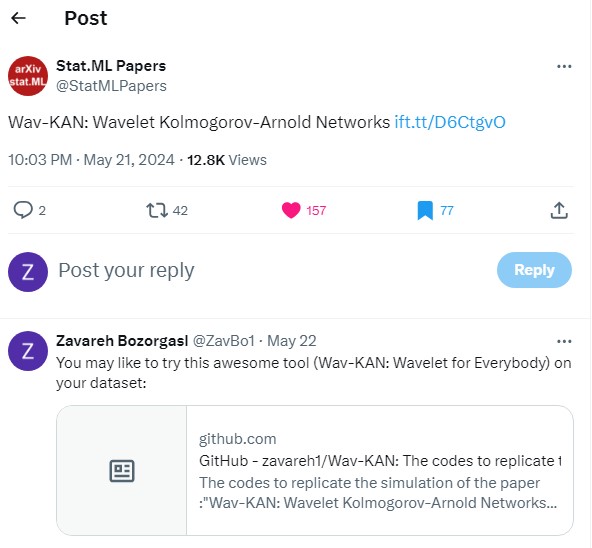 Post
arXiv
stat.ML
Stat.ML Papers
@StatMLPapers
Wav-KAN: Wavelet Kolmogorov-Arnold Networks ift.tt/D6CtgvO
10:03 PM · May 21, 2024 · 12.8K Views
2 42 157 77
Z Post your reply Reply
Z
Zavareh Bozorgasl @ZavBo1 · May 22
You may like to try this awesome tool (Wav-KAN: Wavelet for Everybody) on
your dataset:
github.com
GitHub - zavareh1/Wav-KAN: The codes to replicate t
The codes to replicate the simulation of the paper
:"Wav-KAN: Wavelet Kolmogorov-Arnold Networks...